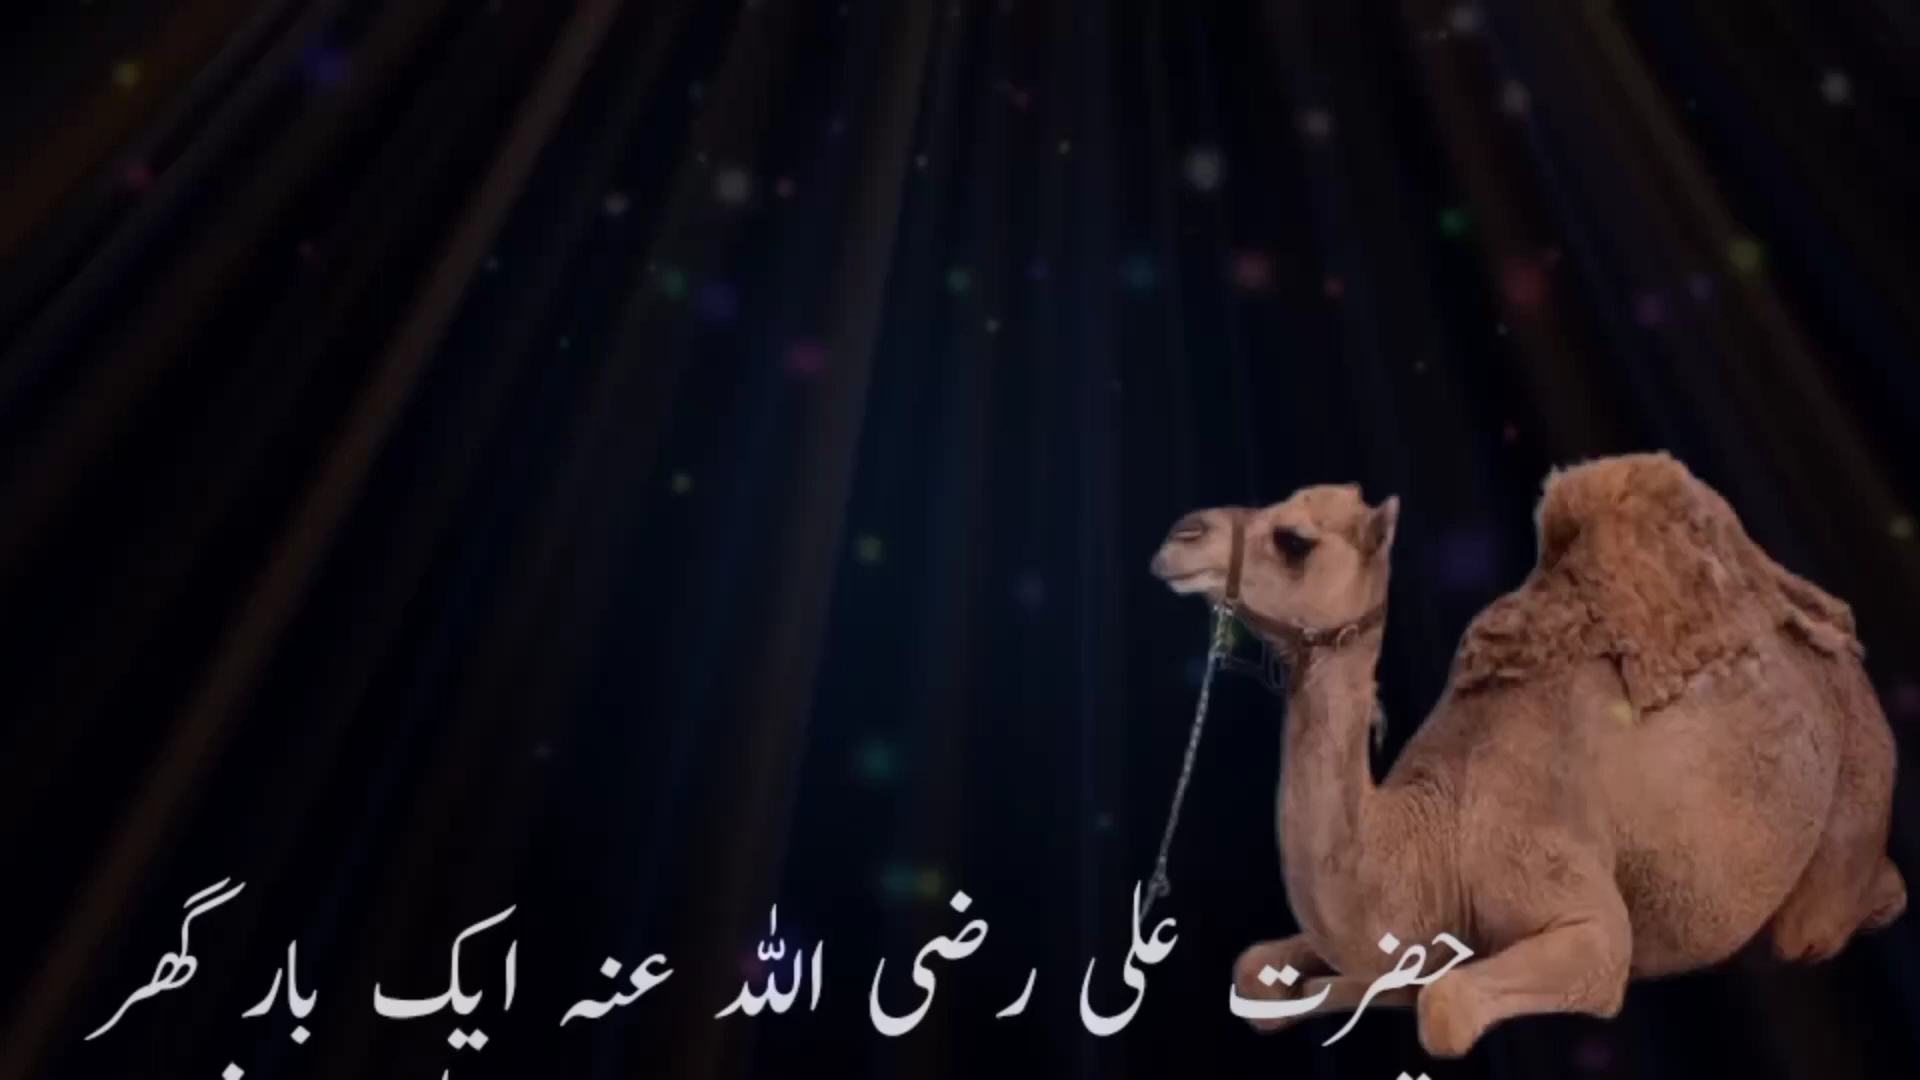 حضرت علی رضی اللہ عنہ ایک بار گھر